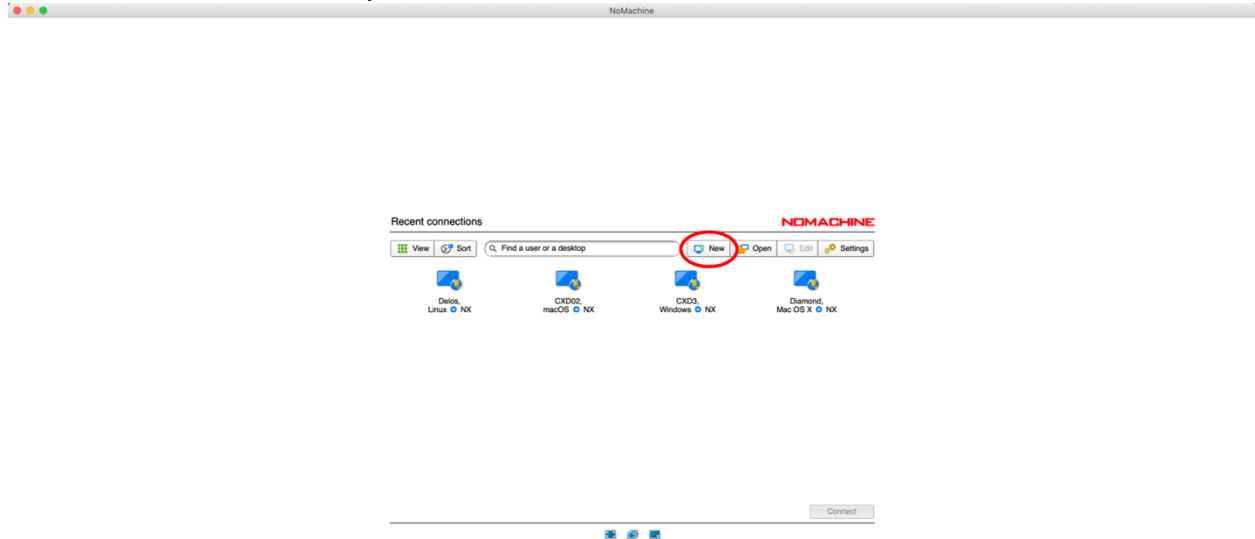 NoMachine
Recent connections
NOMACHINE
View Sort Find a user or a desktop New Open Edit Settings
Delos,
Linux NX
CXD02,
macOS NX
CXD3,
Windows NX
Diamond,
Mac OS X NX
Connect